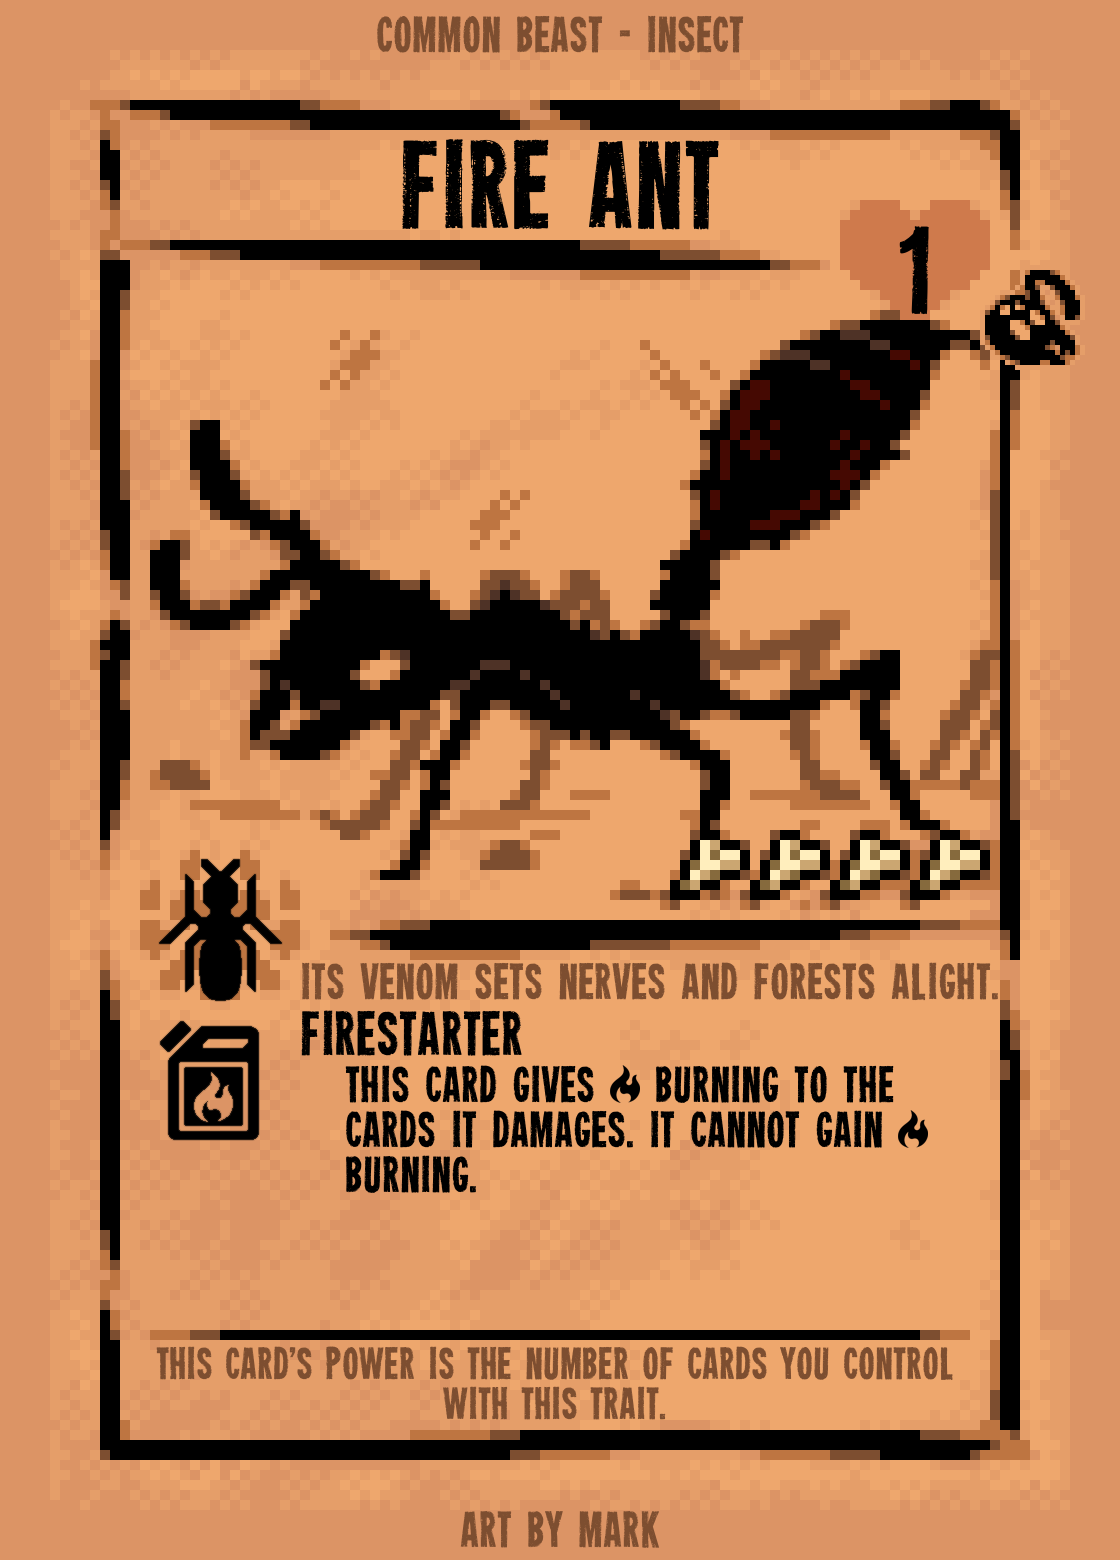 COMMON BEAST - INSECT
FIRE ANT
1
ITS VENOM SETS NERVES AND FORESTS ALIGHT.
FIRESTARTER
THIS CARD GIVES BURNING TO THE
CARDS IT DAMAGES. IT CANNOT GAIN
BURNING.
THIS CARD'S POWER IS THE NUMBER OF CARDS YOU CONTROL
WITH THIS TRAIT.
ART BY MARK